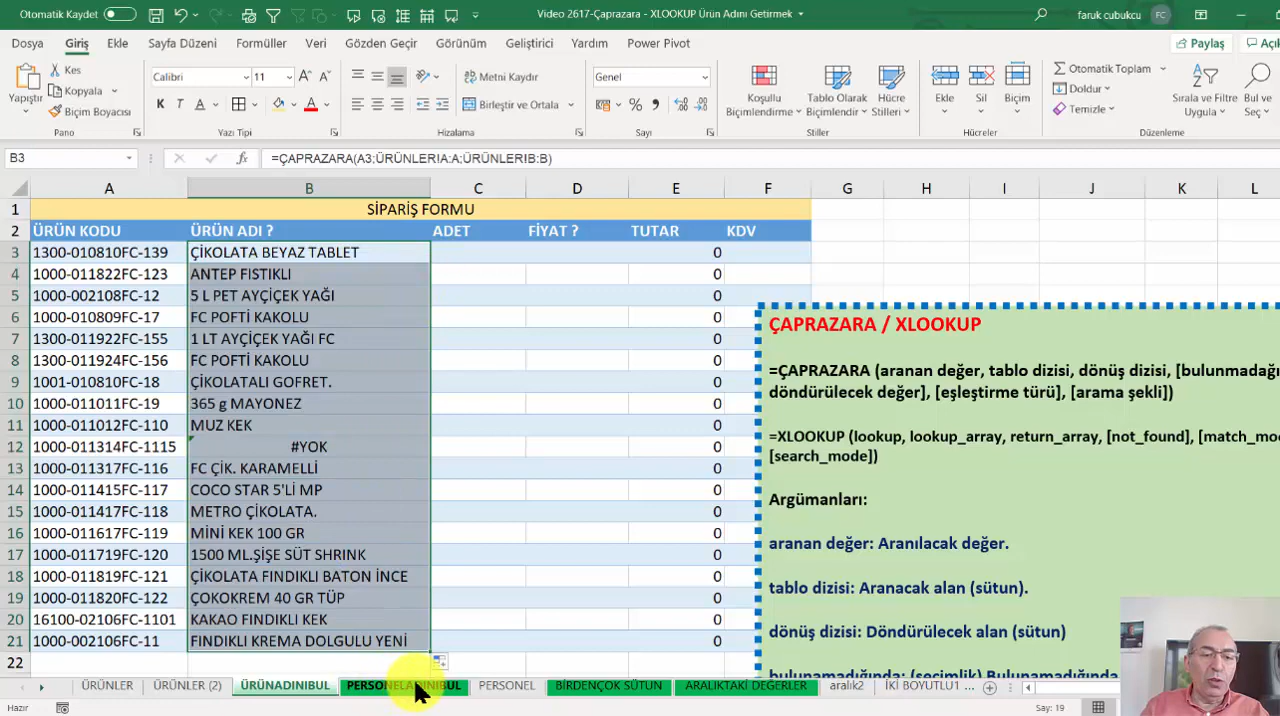 Otomatik Kaydet
Video 2617-Çaprazara - XLOOKUP Ürün Adını Getirmek
faruk cubukcu FC
Dosya Giriş Ekle Sayfa Düzeni Formüller Veri Gözden Geçir Görünüm Geliştirici Yardım Power Pivot Paylaş Açık
Yapıştır
Kes
Kopyala
Biçim Boyacısı
Calibri 11
K T A
Metni Kaydır
Birleştir ve Ortala
Genel
Koşullu Biçimlendirme
Tablo Olarak Biçimlendir
Hücre Stilleri
Ekle Sil Biçim
Otomatik Toplam
Doldur
Temizle
Sırala ve Filtre Uygula
Bul ve Seç
Pano Yazı Tipi Hizalama Sayı Stiller Hücreler Düzenleme
B3 fx =ÇAPRAZARA(A3;ÜRÜNLER!A:A;ÜRÜNLER!B:B)
A B C D E F G H I J K L
1 SİPARİŞ FORMU
2 ÜRÜN KODU ÜRÜN ADI ? ADET FİYAT ? TUTAR KDV
3 1300-010810FC-139 ÇİKOLATA BEYAZ TABLET 0
4 1000-011822FC-123 ANTEP FISTIKLI 0
5 1000-002108FC-12 5 L PET AYÇİÇEK YAĞI 0
6 1000-010809FC-17 FC POFTİ KAKOLU 0
7 1000-011922FC-155 1 LT AYÇİÇEK YAĞI FC 0
8 1300-011924FC-156 FC POFTİ KAKOLU 0
9 1001-010810FC-18 ÇİKOLATALI GOFRET. 0
10 1000-011011FC-19 365 g MAYONEZ 0
11 1000-011012FC-110 MUZ KEK 0
12 1000-011314FC-1115 #YOK 0
13 1000-011317FC-116 FC ÇİK. KARAMELLİ 0
14 1000-011415FC-117 COCO STAR 5'Lİ MP 0
15 1000-011417FC-118 METRO ÇİKOLATA. 0
16 1000-011617FC-119 MİNİ KEK 100 GR 0
17 1000-011719FC-120 1500 ML.ŞİŞE SÜT SHRINK 0
18 1000-011819FC-121 ÇİKOLATA FINDIKLI BATON İNCE 0
19 1000-011820FC-122 ÇOKOKREM 40 GR TÜP 0
20 16100-02106FC-1101 KAKAO FINDIKLI KEK 0
21 1000-002106FC-11 FINDIKLI KREMA DOLGULU YENİ 0
22
ÇAPRAZARA / XLOOKUP
=ÇAPRAZARA (aranan değer, tablo dizisi, dönüş dizisi, [bulunmadığı
döndürülecek değer], [eşleştirme türü], [arama şekli])
=XLOOKUP (lookup, lookup_array, return_array, [not_found], [match_mo
[search_mode])
Argümanları:
aranan değer: Aranılacak değer.
tablo dizisi: Aranacak alan (sütun).
dönüş dizisi: Döndürülecek alan (sütun)
bulunmadığında: (seçimlik) Bulunamadığında
ÜRÜNLER ÜRÜNLER (2) ÜRÜNADINIBUL PERSONELADINIBUL PERSONEL BİRDENÇOK SÜTUN ARALIKTAKİ DEĞERLER aralık2 İKİ BOYUTLU1 ...
Hazır Say: 19